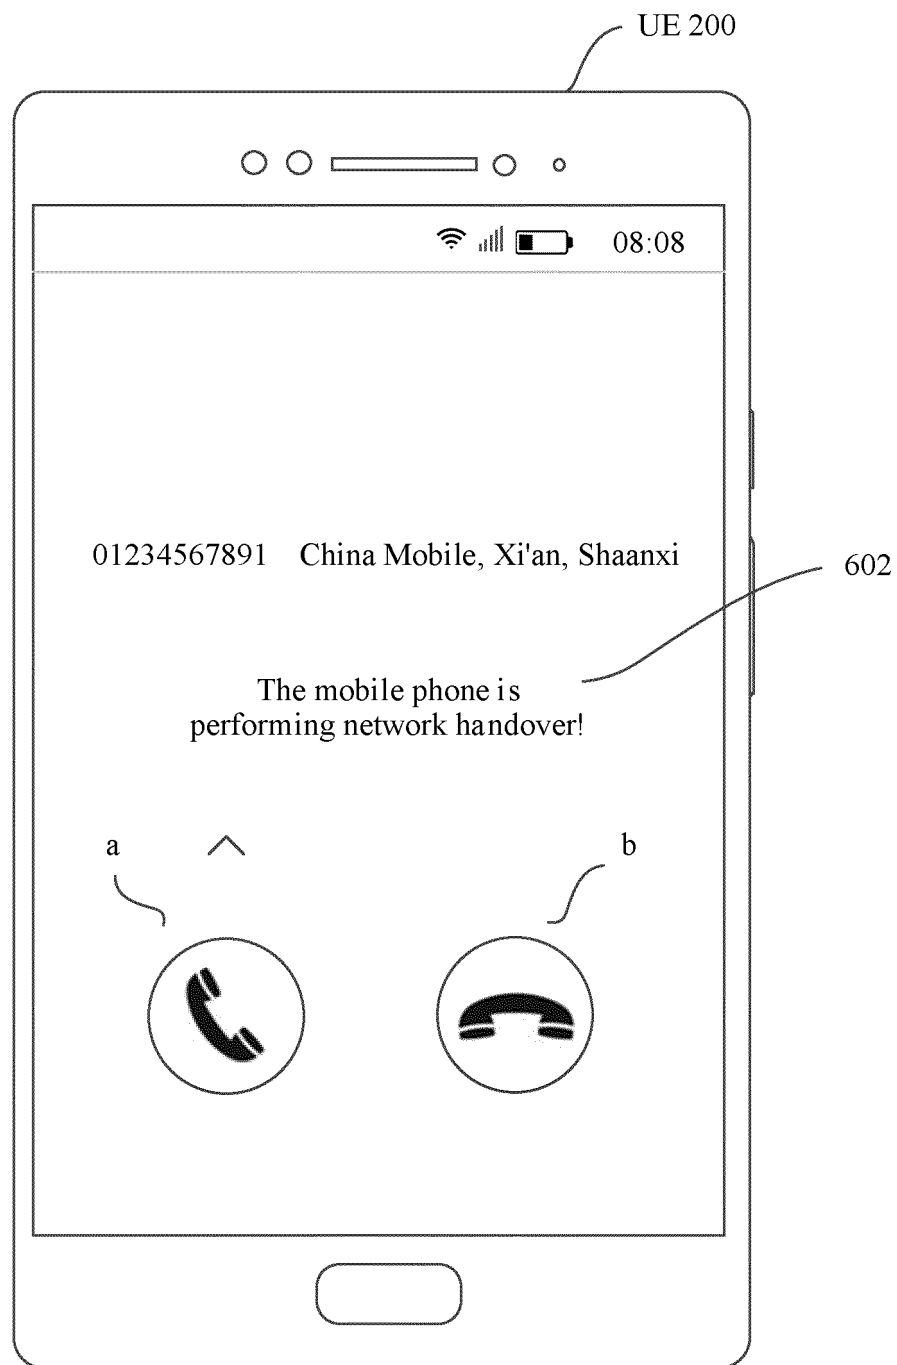 UE 200
08:08
01234567891 China Mobile, Xi'an, Shaanxi
602
The mobile phone is
performing network handover!
a
b